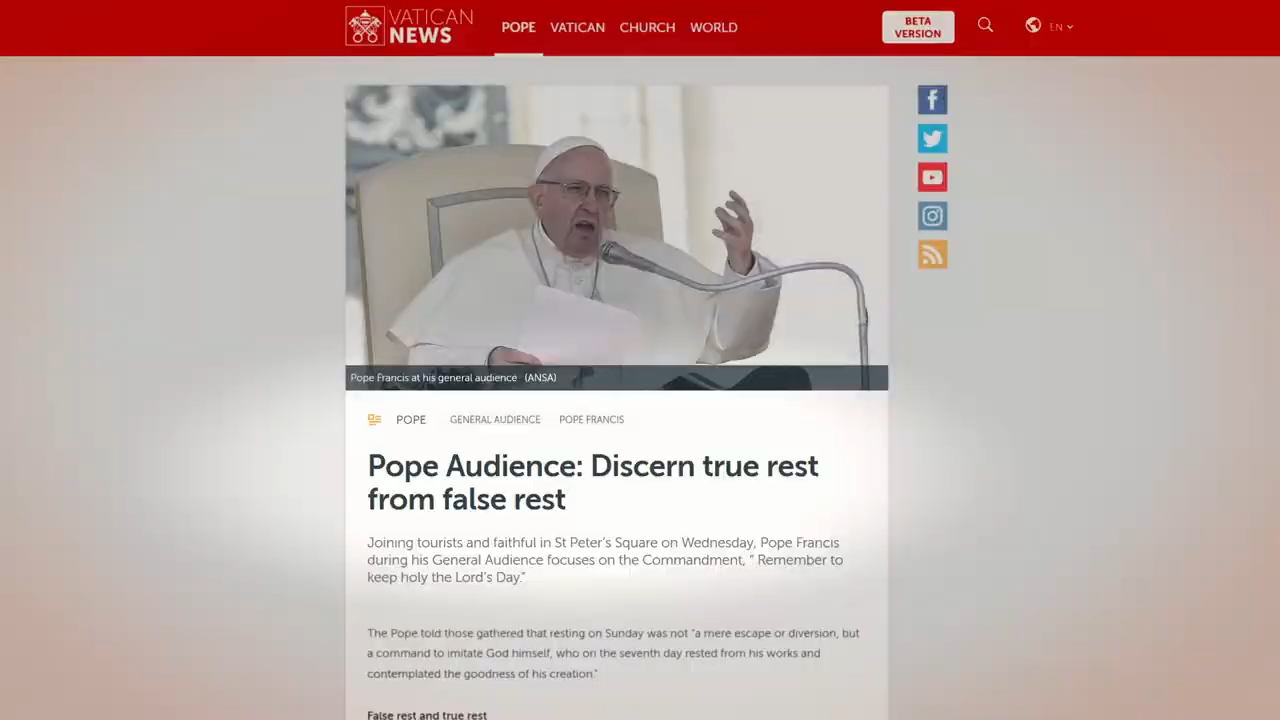 VATICAN
NEWS
POPE VATICAN CHURCH WORLD
BETA
VERSION
EN
Pope Francis at his general audience (ANSA)
POPE GENERAL AUDIENCE POPE FRANCIS
Pope Audience: Discern true rest
from false rest
Joining tourists and faithful in St Peter’s Square on Wednesday, Pope Francis
during his General Audience focuses on the Commandment, “ Remember to
keep holy the Lord’s Day.”
The Pope told those gathered that resting on Sunday was not “a mere escape or diversion, but
a command to imitate God himself, who on the seventh day rested from his works and
contemplated the goodness of his creation”
False rest and true rest